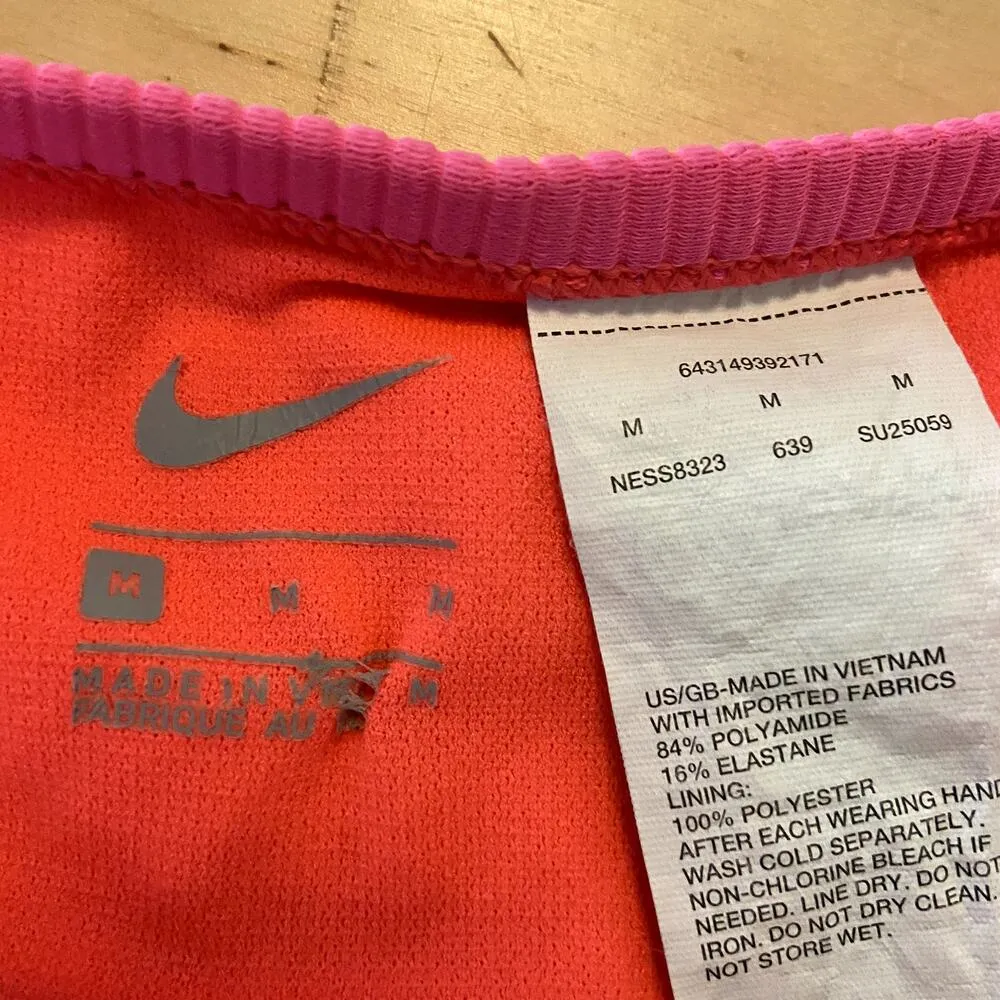 M M M
MADE IN M
FABRIQUE AU
643149392171
M M M
NESS8323 639 SU25059
US/GB-MADE IN VIETNAM
WITH IMPORTED FABRICS
84% POLYAMIDE
16% ELASTANE
LINING:
100% POLYESTER
AFTER EACH WEARING HAND
WASH COLD SEPARATELY.
NON-CHLORINE BLEACH IF
NEEDED. LINE DRY. DO NOT
IRON. DO NOT DRY CLEAN.
NOT STORE WET.